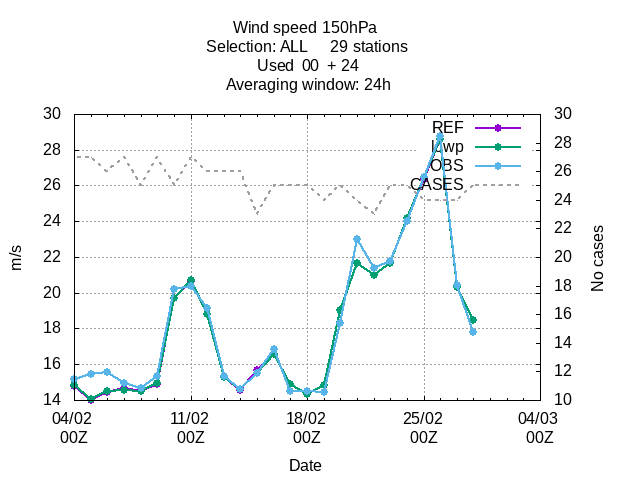 Wind speed 150hPa
Selection: ALL 29 stations
Used 00 + 24
Averaging window: 24h
30 30
28 28
26 26
24 24
22 22
20 20
18 18
16 16
14 14
12
10
REF
lowp
OBS
CASES
m/s
No cases
04/02 11/02 18/02 25/02 04/03
00Z 00Z 00Z 00Z 00Z
Date